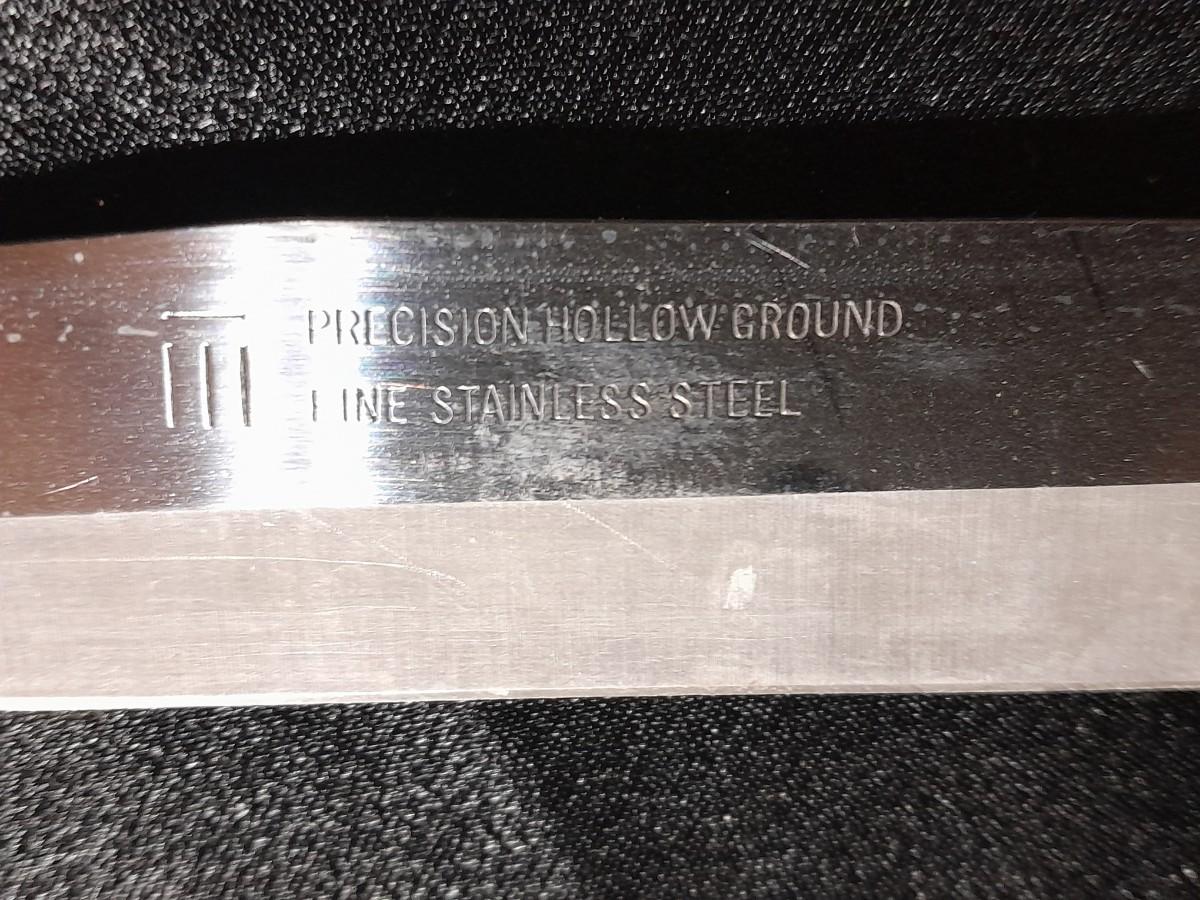 PRECISION HOLLOW GROUND
FINE STAINLESS STEEL